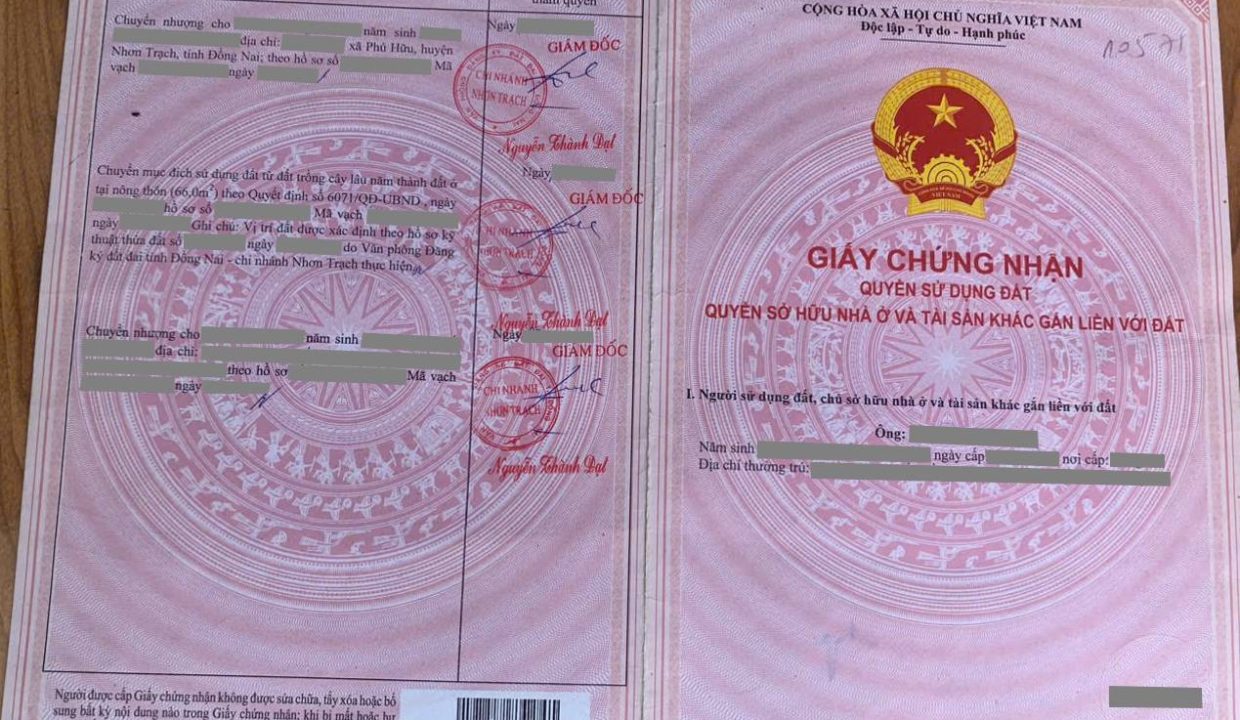 thẩm quyền
Chuyển nhượng cho năm sinh
địa chỉ: xã Phú Hữu, huyện
Nhơn Trạch, tỉnh Đồng Nai; theo hồ sơ số Mã
vạch ngày
Ngày
GIÁM ĐỐC
CHI NHÁNH
NHƠN TRẠCH
Nguyễn Thành Đạt
Chuyển mục đích sử dụng đất từ đất trồng cây lâu năm thành đất ở
tại nông thôn (66,0m²) theo Quyết định số 6071/QĐ-UBND , ngày
hồ sơ số Mã vạch
ngày Ghi chú: Vị trí đất được xác định theo hồ sơ kỹ
thuật thửa đất số ngày do Văn phòng Đăng
ký đất đai tỉnh Đồng Nai - chi nhánh Nhơn Trạch thực hiện
Ngày
GIÁM ĐỐC
CHI NHÁNH
NHƠN TRẠCH
Nguyễn Thành Đạt
Chuyển nhượng cho năm sinh
địa chỉ:
theo hồ sơ Mã vạch
ngày
Ngày
GIÁM ĐỐC
CHI NHÁNH
NHƠN TRẠCH
Nguyễn Thành Đạt
Người được cấp Giấy chứng nhận không được sửa chữa, tẩy xóa hoặc bổ
sung bất kỳ nội dung nào trong Giấy chứng nhận; khi bị mất hoặc hư
CỘNG HÒA XÃ HỘI CHỦ NGHĨA VIỆT NAM
Độc lập - Tự do - Hạnh phúc
10571
VIỆT NAM
GIẤY CHỨNG NHẬN
QUYỀN SỬ DỤNG ĐẤT
QUYỀN SỞ HỮU NHÀ Ở VÀ TÀI SẢN KHÁC GẮN LIỀN VỚI ĐẤT
I. Người sử dụng đất, chủ sở hữu nhà ở và tài sản khác gắn liền với đất
Ông:
Năm sinh ngày cấp nơi cấp:
Địa chỉ thường trú: